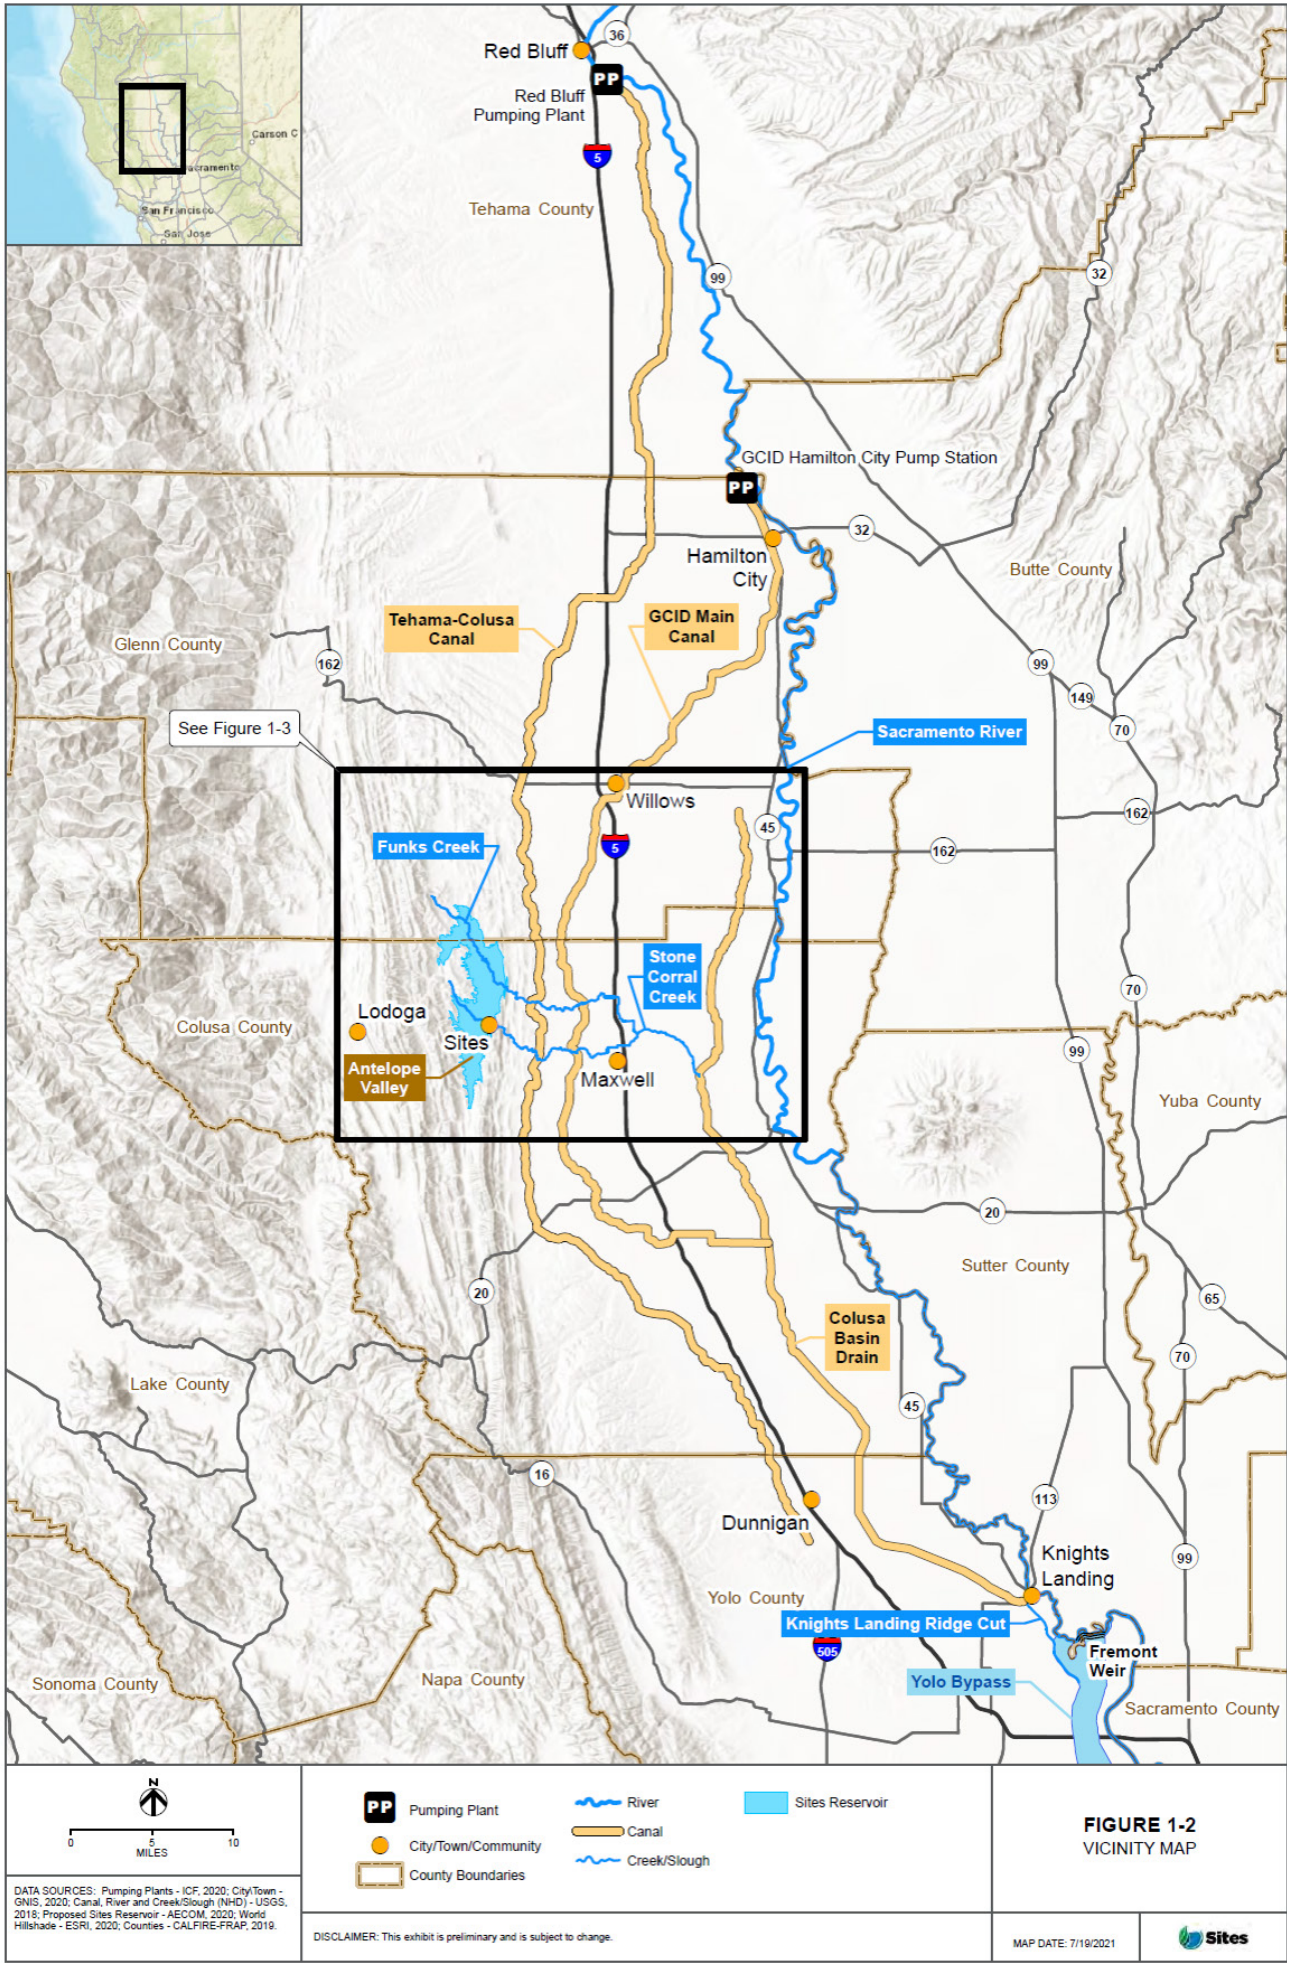 36
Red Bluff
PP
Red Bluff
Pumping Plant
5
Carson C
acramento
San Francisco
San Jose
Tehama County
99
32
GCID Hamilton City Pump Station
PP
32
Hamilton
City
Butte County
Tehama-Colusa
Canal
GCID Main
Canal
Glenn County
162
99
149
70
See Figure 1-3
Sacramento River
Willows
45
162
Funks Creek
5
162
Stone
Corral
Creek
70
Lodoga
Colusa County
Sites
99
Antelope
Valley
Maxwell
Yuba County
20
Sutter County
20
65
Colusa
Basin
Drain
70
Lake County
45
16
113
Dunnigan
Knights
Landing
99
Yolo County
Knights Landing Ridge Cut
505
Fremont
Weir
Sonoma County
Napa County
Yolo Bypass
Sacramento County
N
0 5 10
MILES
PP Pumping Plant
City/Town/Community
County Boundaries
River
Canal
Creek/Slough
Sites Reservoir
FIGURE 1-2
VICINITY MAP
DATA SOURCES: Pumping Plants - ICF, 2020; City\Town -
GNIS, 2020; Canal, River and Creek/Slough (NHD) - USGS,
2018; Proposed Sites Reservoir - AECOM, 2020; World
Hillshade - ESRI, 2020; Counties - CALFIRE-FRAP, 2019.
DISCLAIMER: This exhibit is preliminary and is subject to change.
MAP DATE: 7/19/2021
Sites